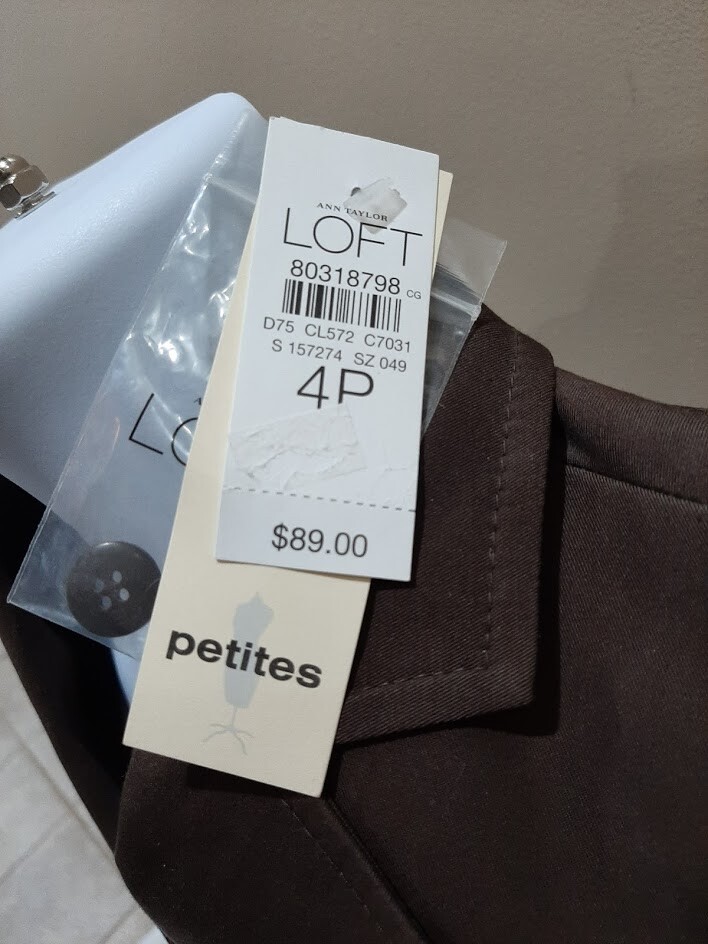 ANN TAYLOR
LOFT
80318798 CG
D75 CL572 C7031
S 157274 SZ 049
4P
$89.00
petites